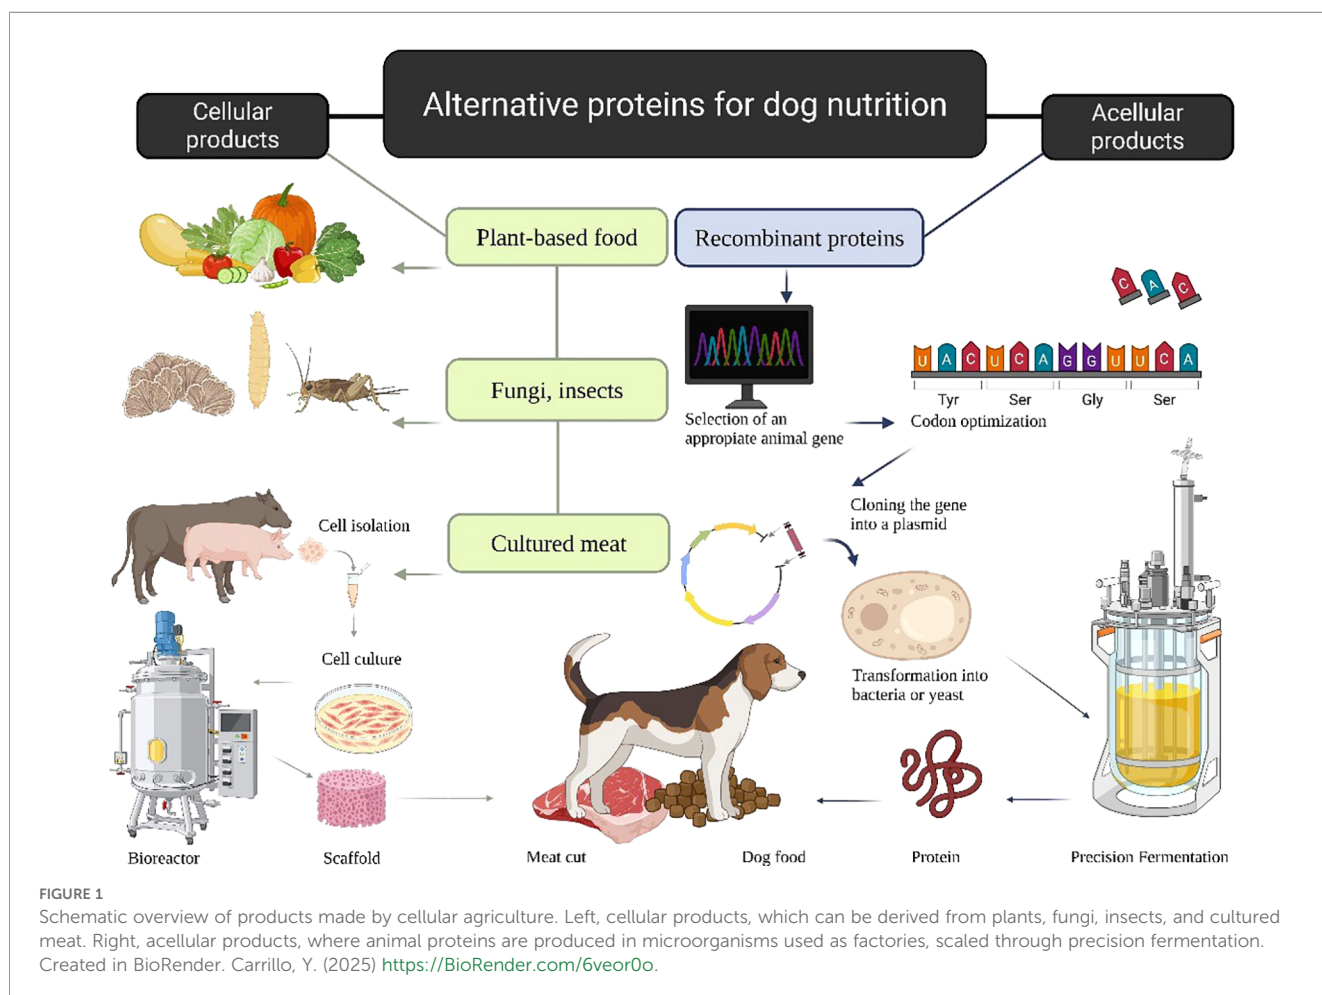 Alternative proteins for dog nutrition
Cellular
products
Acellular
products
Plant-based food
Recombinant proteins
Fungi, insects
Cultured meat
Cell isolation
Cell culture
Bioreactor
Scaffold
Meat cut
Dog food
Selection of an
appropiate animal gene
C A C
U A C U C A G G U U C A
Tyr Ser Gly Ser
Codon optimization
Cloning the gene
into a plasmid
Transformation into
bacteria or yeast
Protein
Precision Fermentation
FIGURE 1
Schematic overview of products made by cellular agriculture. Left, cellular products, which can be derived from plants, fungi, insects, and cultured
meat. Right, acellular products, where animal proteins are produced in microorganisms used as factories, scaled through precision fermentation.
Created in BioRender. Carrillo, Y. (2025) https://BioRender.com/6veor0o.